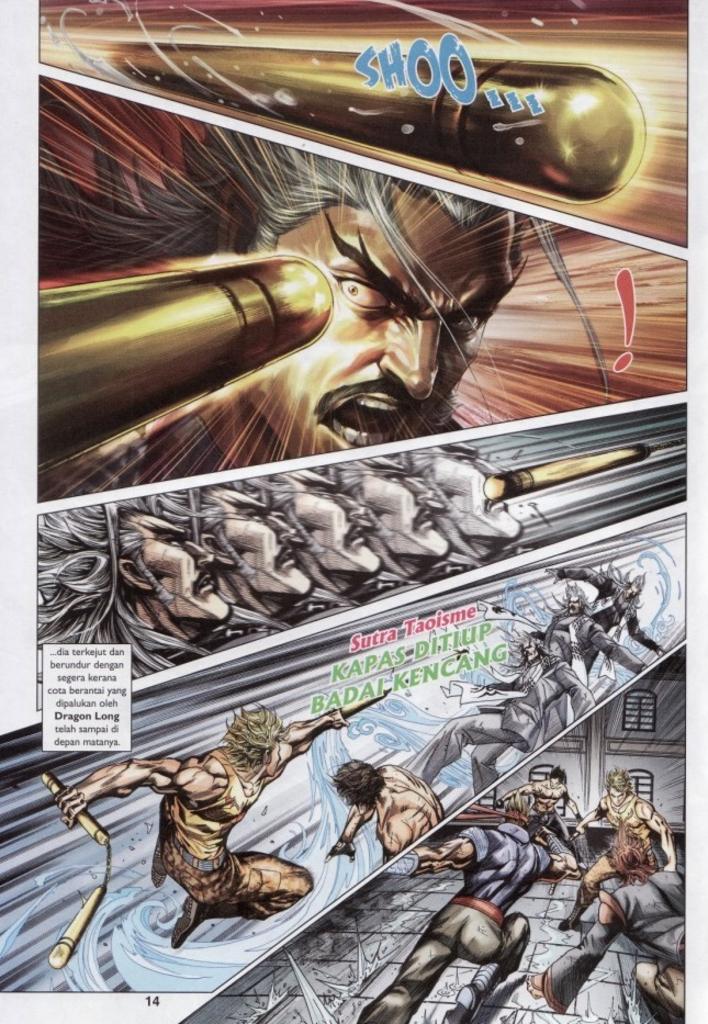 SHOO
ZZZ
!
...dia terkejut dan
berundur dengan
segera kerana
cota berantai yang
dipalukan oleh
Dragon Long
telah sampai di
depan matanya.
Sutra Taoisme
KAPAS DITIUP
BADAI KENCANG
14